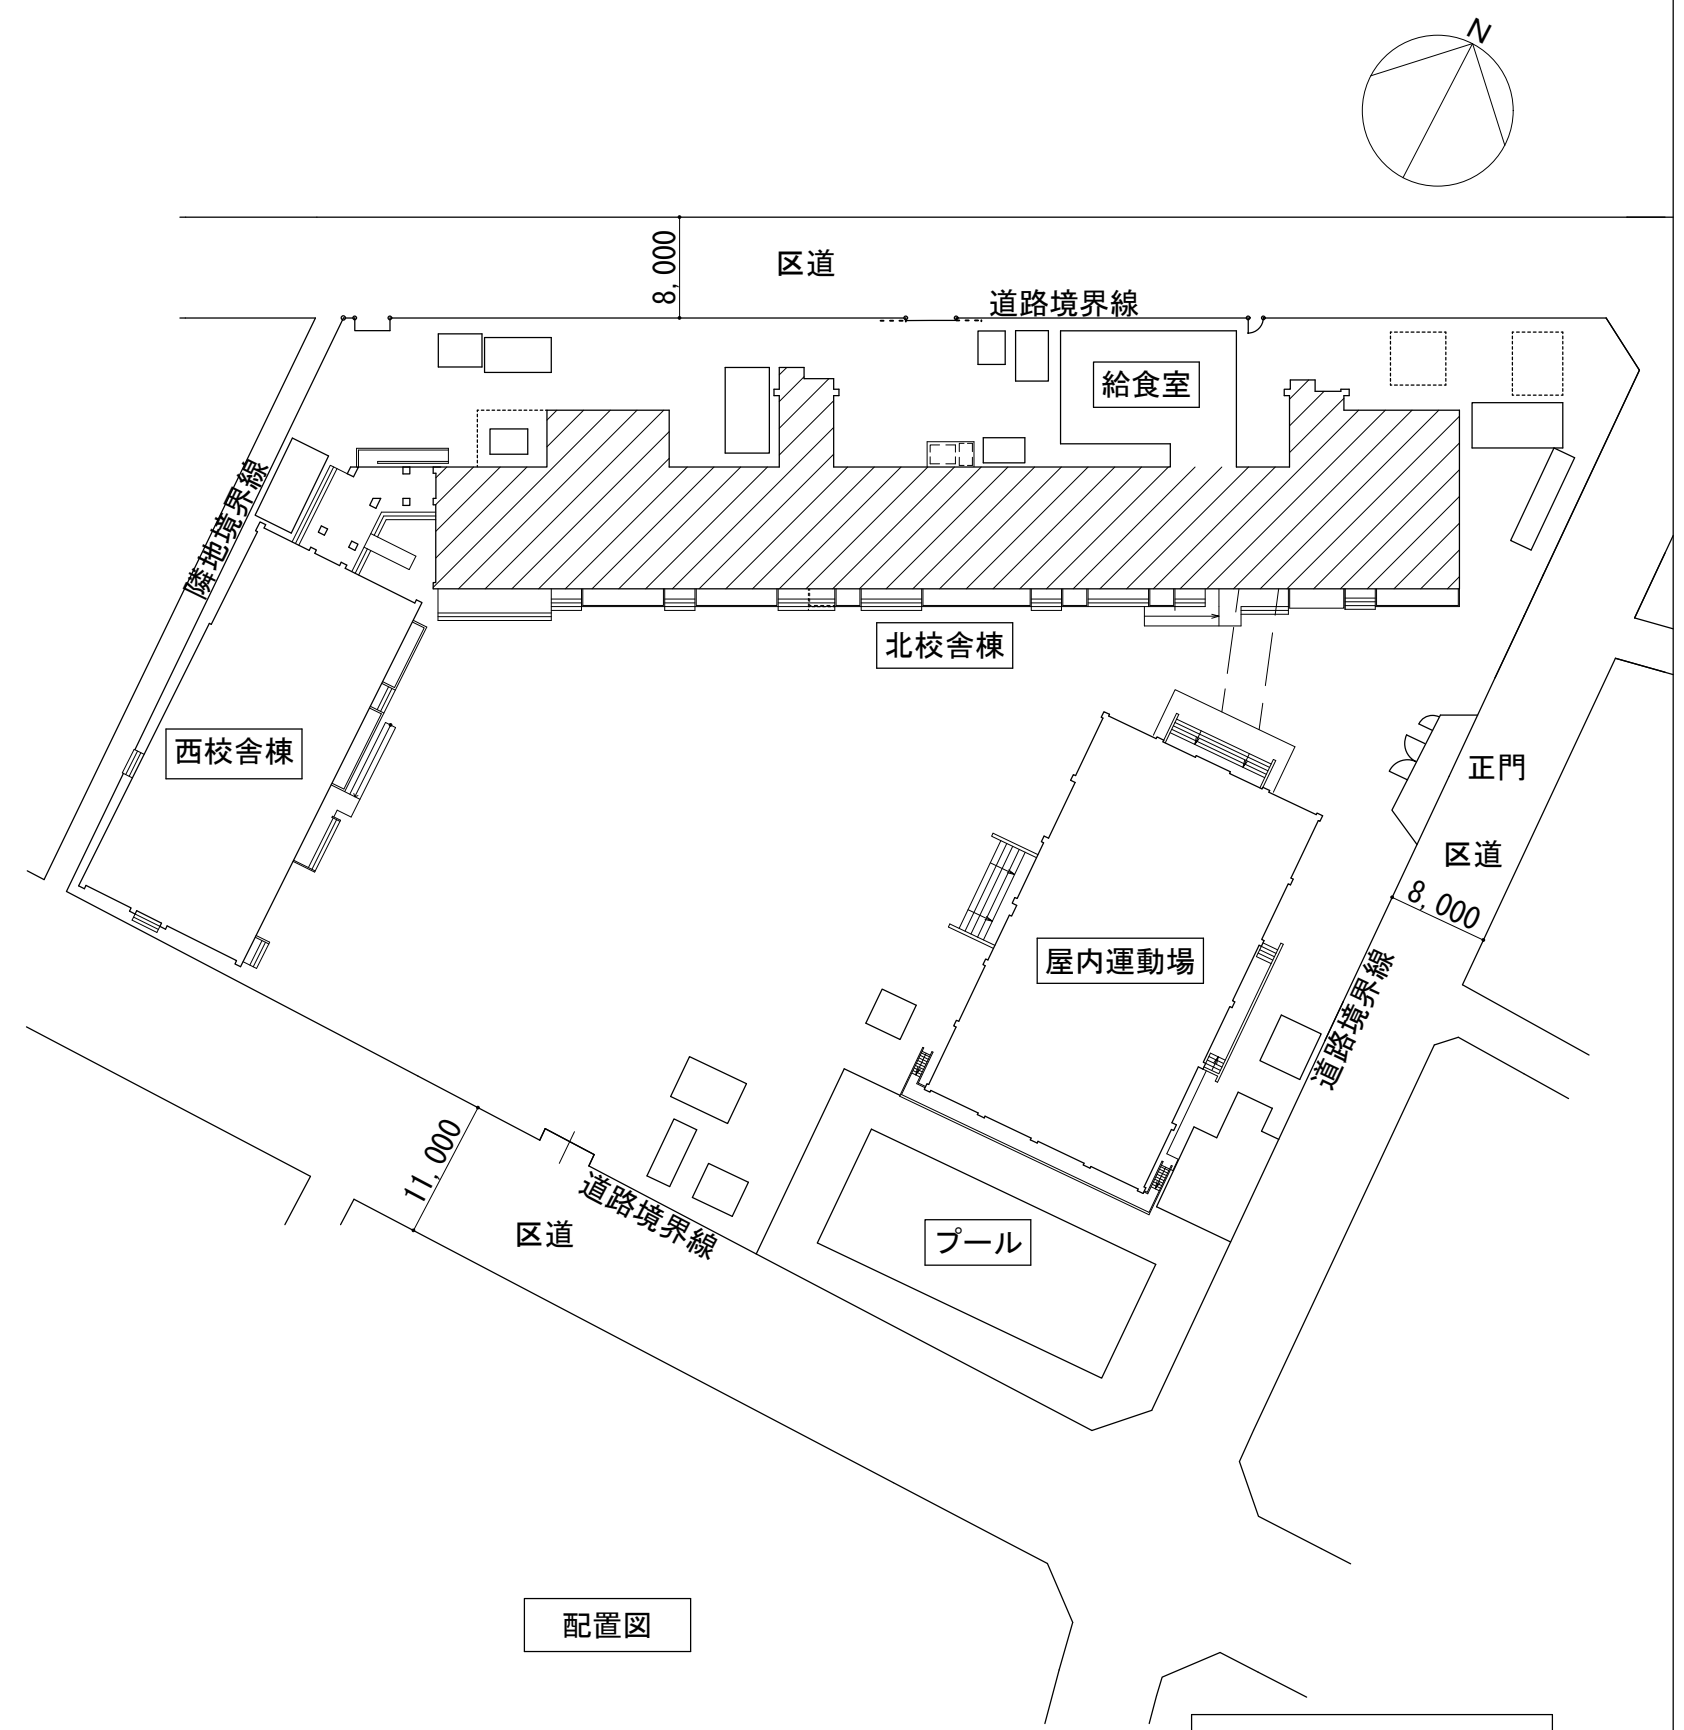 N
8,000
区道
道路境界線
給食室
隣地境界線
北校舎棟
西校舎棟
正門
区道
8,000
屋内運動場
道路境界線
11,000
道路境界線
区道
プール
配置図